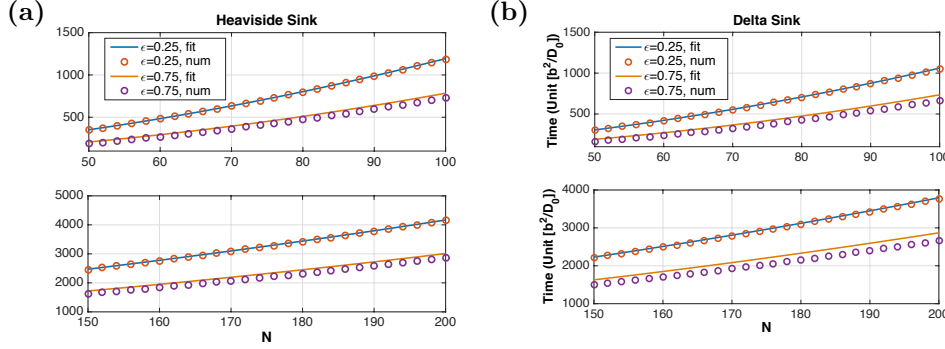 (a)
Heaviside Sink
1500
1000
500
ϵ=0.25, fit
ϵ=0.25, num
ϵ=0.75, fit
ϵ=0.75, num
50 60 70 80 90 100
5000
4000
3000
2000
1000
150 160 170 180 190 200
N
(b)
Delta Sink
Time (Unit [b²/D₀])
1500
1000
500
ϵ=0.25, fit
ϵ=0.25, num
ϵ=0.75, fit
ϵ=0.75, num
50 60 70 80 90 100
Time (Unit [b²/D₀])
4000
3000
2000
1000
150 160 170 180 190 200
N